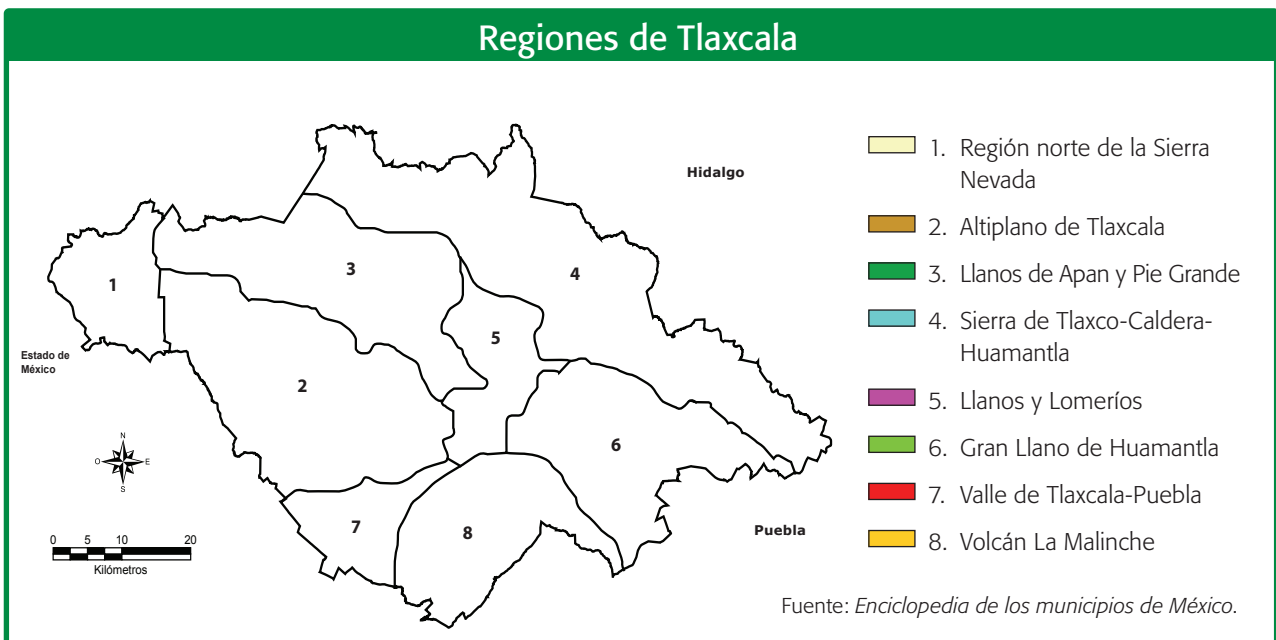 Regiones de Tlaxcala
Hidalgo
Estado de
México
Puebla
1
2
3
4
5
6
7
8
N
O
E
S
0 5 10 20
Kilómetros
1. Región norte de la Sierra
Nevada
2. Altiplano de Tlaxcala
3. Llanos de Apan y Pie Grande
4. Sierra de Tlaxco-Caldera-
Huamantla
5. Llanos y Lomeríos
6. Gran Llano de Huamantla
7. Valle de Tlaxcala-Puebla
8. Volcán La Malinche
Fuente: Enciclopedia de los municipios de México.